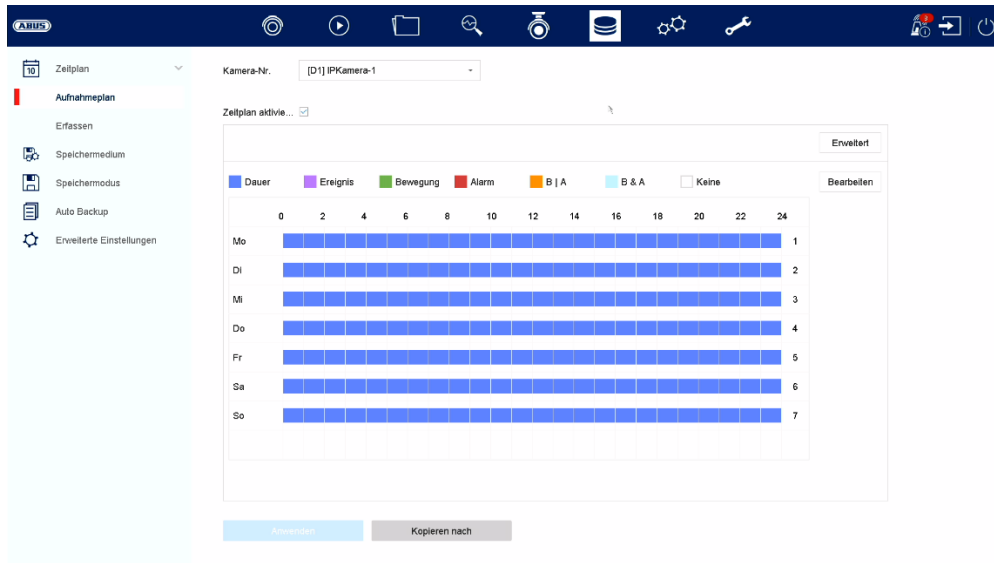 ABUS
Kamera-Nr. [D1] IPKamera-1
Zeitplan aktivie...
10 Zeitplan
Aufnahmeplan
Erfassen
Speichermedium
Speichermodus
Auto Backup
Erweiterte Einstellungen
Erweitert
Dauer Ereignis Bewegung Alarm B | A B & A Keine Bearbeiten
0 2 4 6 8 10 12 14 16 18 20 22 24
Mo 1
Di 2
Mi 3
Do 4
Fr 5
Sa 6
So 7
Anwenden Kopieren nach